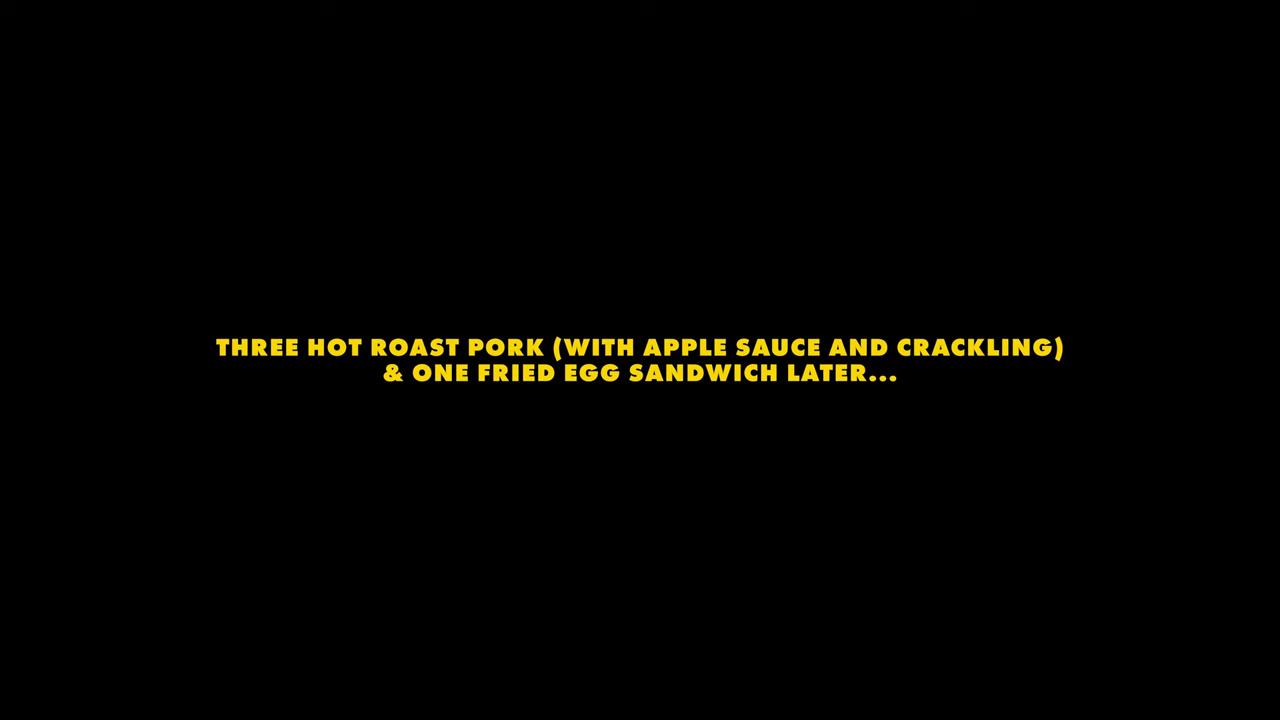 THREE HOT ROAST PORK (WITH APPLE SAUCE AND CRACKLING)
& ONE FRIED EGG SANDWICH LATER...